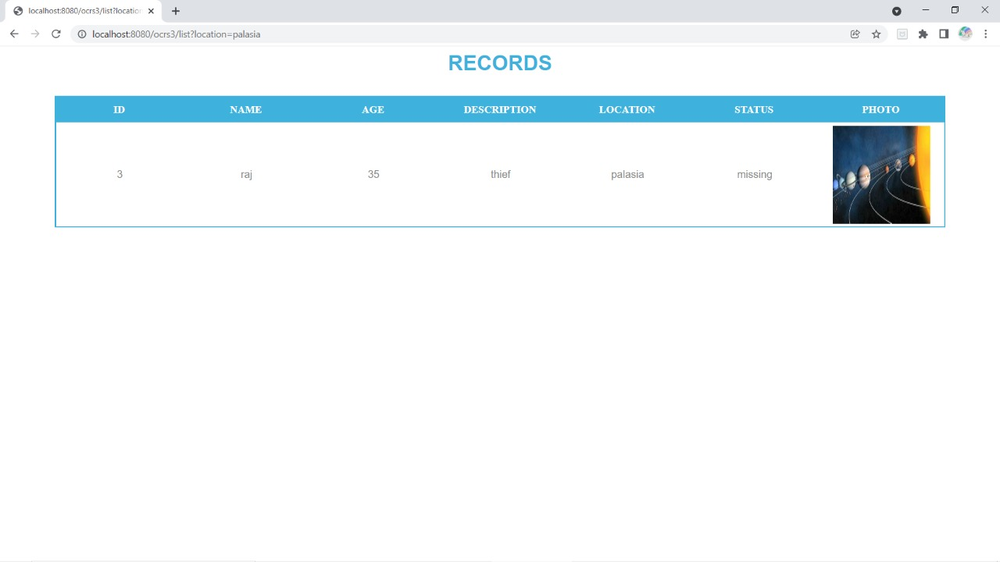 localhost:8080/ocrs3/list?location
localhost:8080/ocrs3/list?location=palasia
RECORDS
ID NAME AGE DESCRIPTION LOCATION STATUS PHOTO
3 raj 35 thief palasia missing